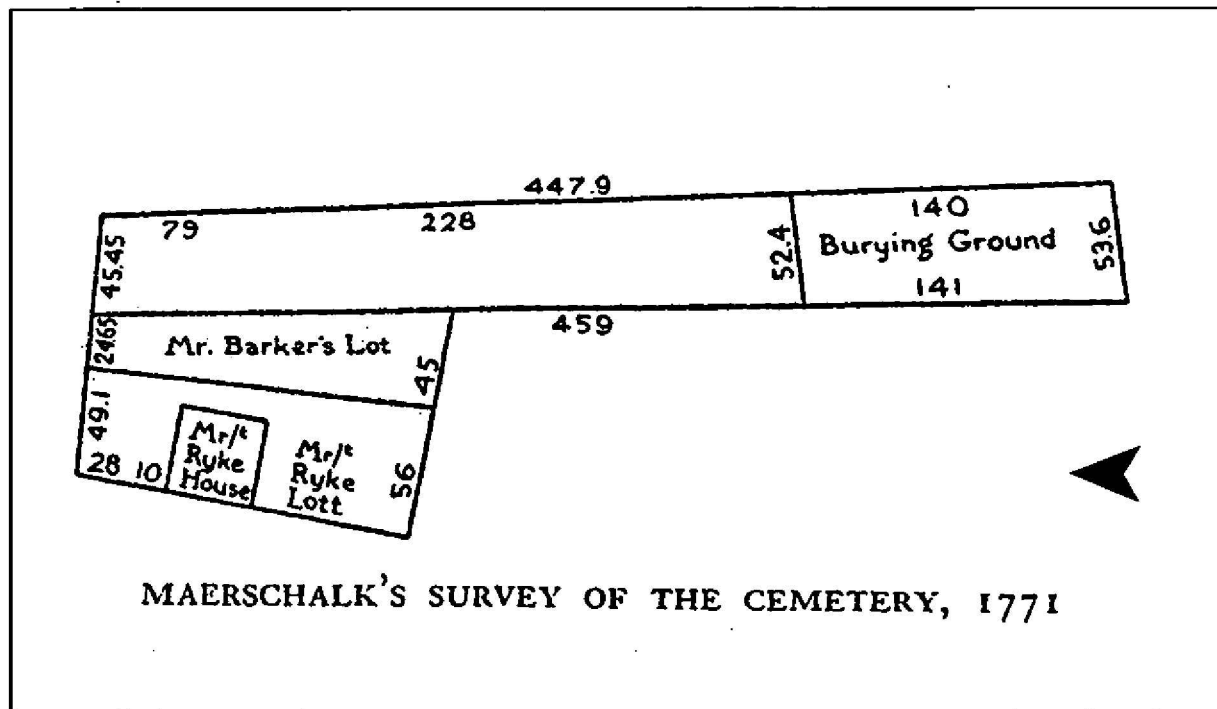 447.9
79
228
140
45.45
52.4
Burying Ground
53.6
141
459
24.65
Mr. Barker's Lot
45
49.1
Mr/t
Ryke
House
Mr/t
Ryke
Lott
56
28
10
MAERSCHALK'S SURVEY OF THE CEMETERY, 1771